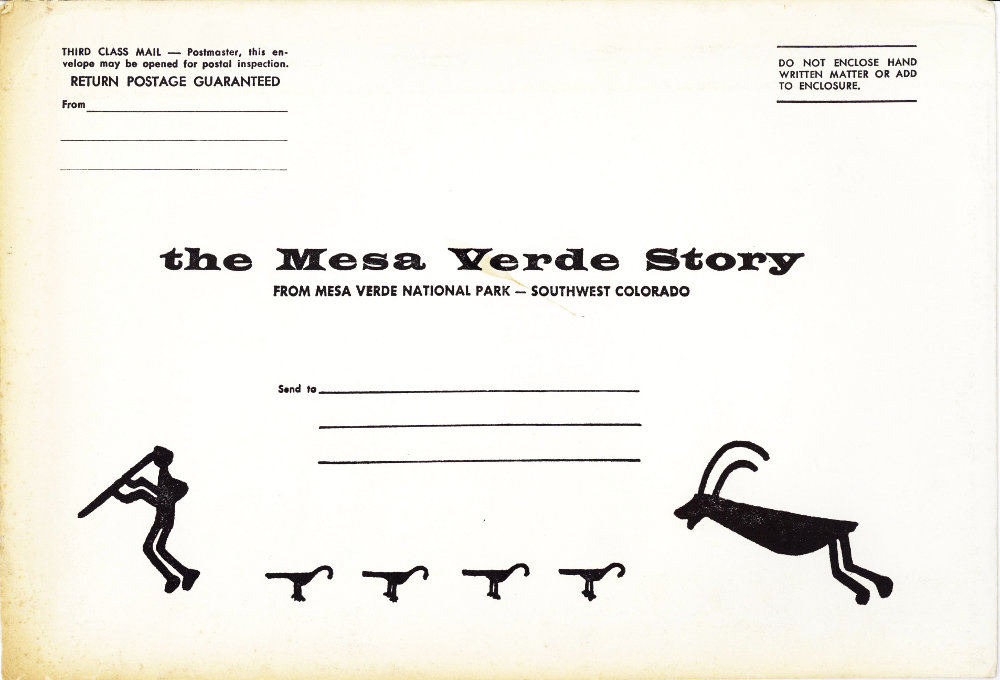 THIRD CLASS MAIL — Postmaster, this en-
velope may be opened for postal inspection.
RETURN POSTAGE GUARANTEED
From
DO NOT ENCLOSE HAND
WRITTEN MATTER OR ADD
TO ENCLOSURE.
the Mesa Verde Story
FROM MESA VERDE NATIONAL PARK — SOUTHWEST COLORADO
Send to